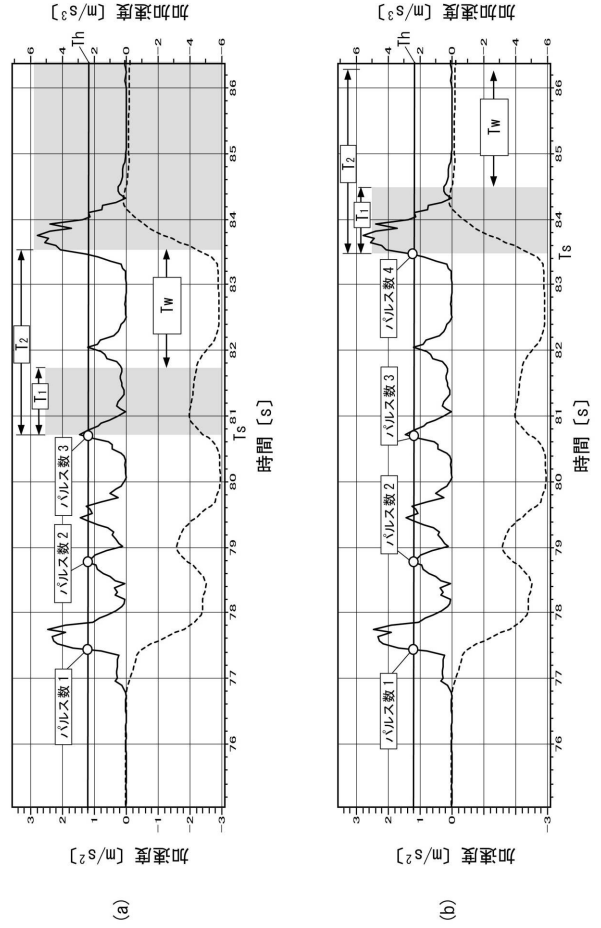 (a)
加速度 [m/s²]
3
2
1
0
-1
-2
-3
加加速度 [m/s³]
6
4
2
0
-2
-4
-6
Th
76
77
78
79
80
81
82
83
84
85
86
Ts
時間 [s]
パルス数 1
パルス数 2
パルス数 3
T₁
T₂
Tw
(b)
加速度 [m/s²]
3
2
1
0
-1
-2
-3
加加速度 [m/s³]
6
4
2
0
-2
-4
-6
Th
76
77
78
79
80
81
82
83
84
85
86
Ts
時間 [s]
パルス数 1
パルス数 2
パルス数 3
パルス数 4
T₁
T₂
Tw